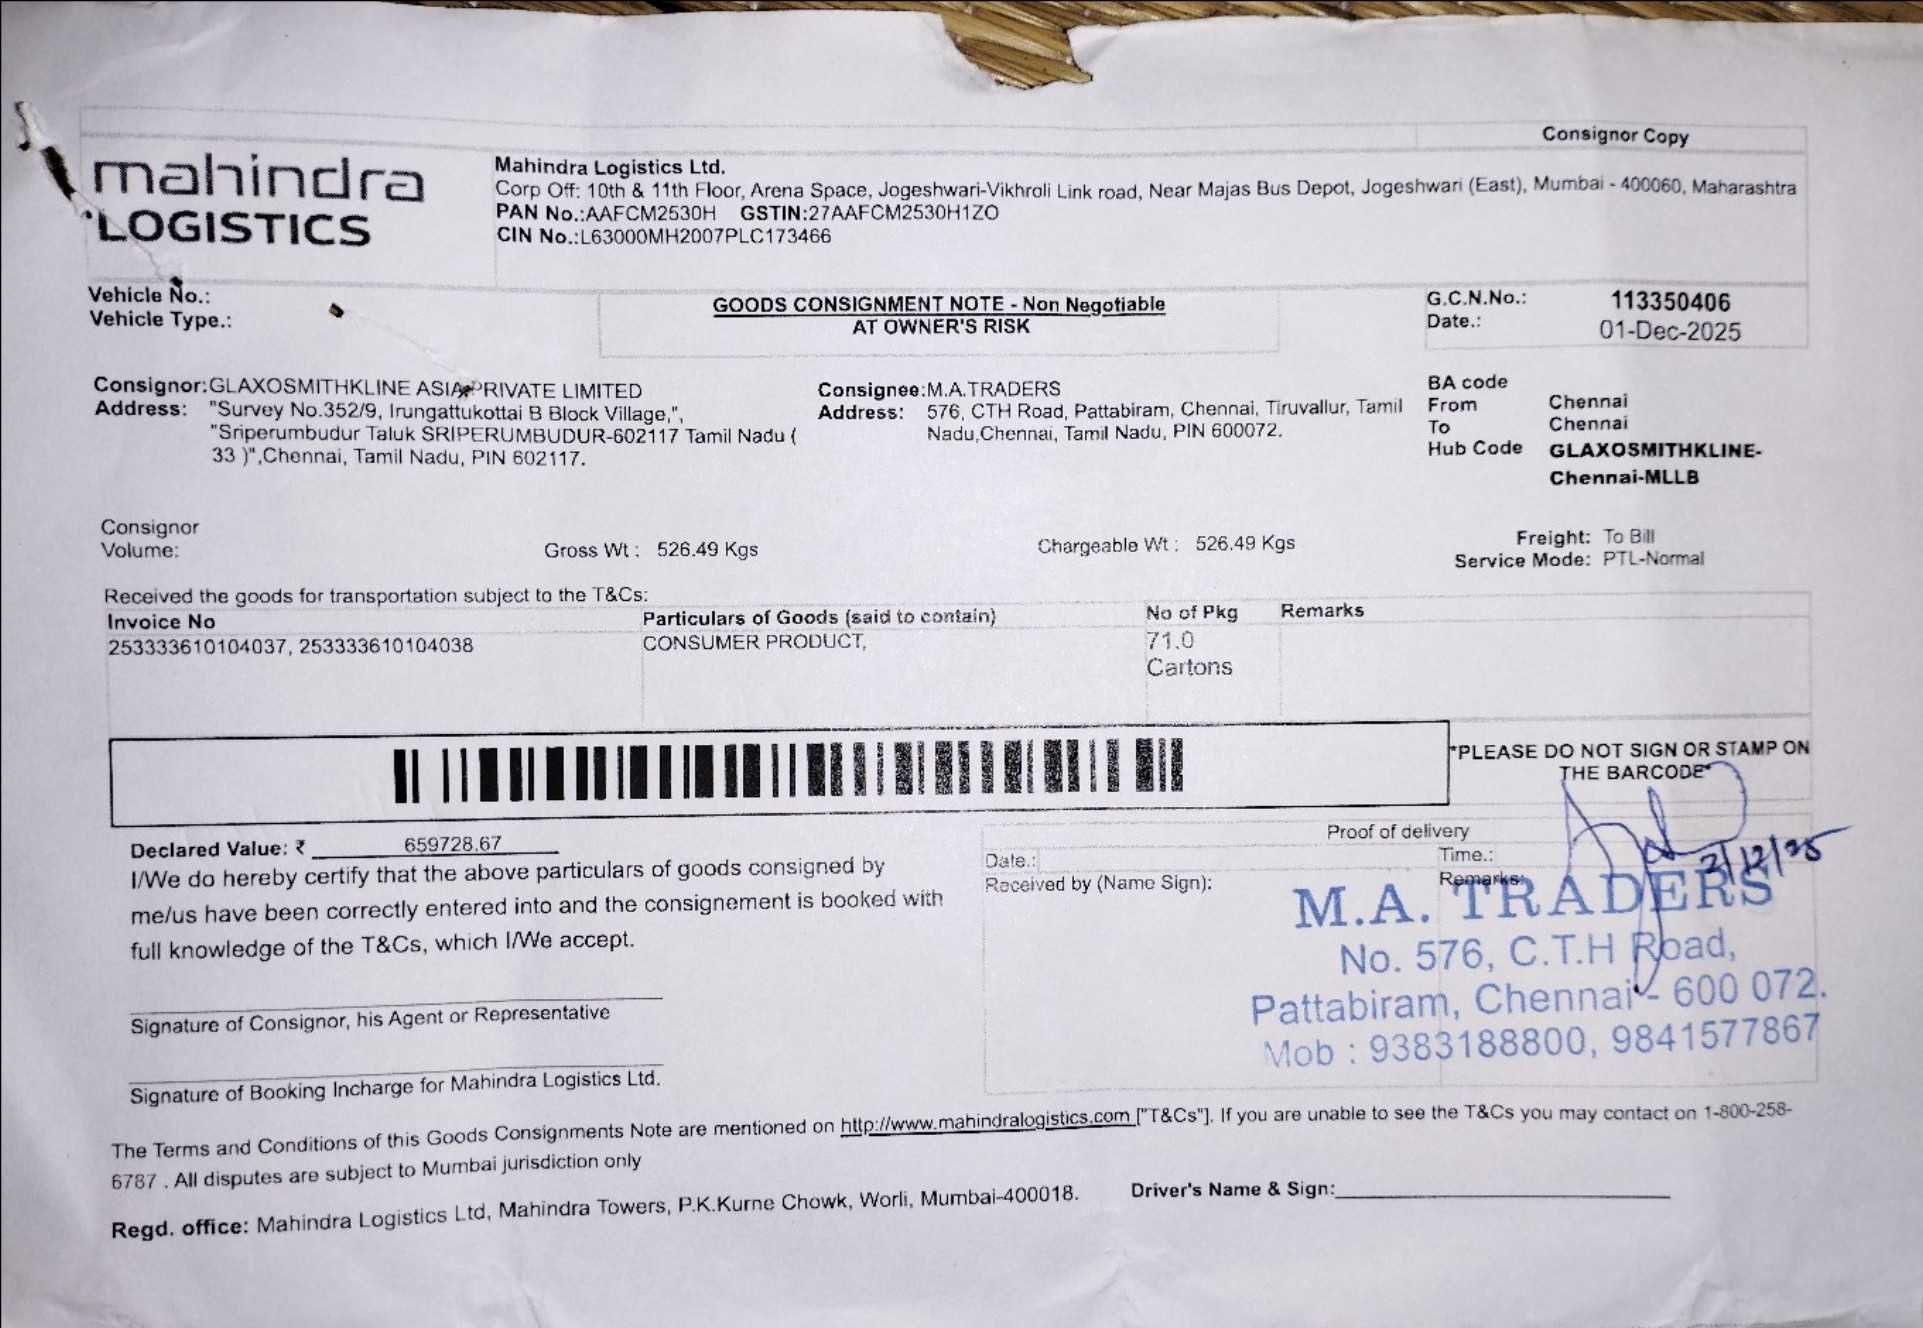 Consignor Copy
mahindra
LOGISTICS
Mahindra Logistics Ltd.
Corp Off: 10th & 11th Floor, Arena Space, Jogeshwari-Vikhroli Link road, Near Majas Bus Depot, Jogeshwari (East), Mumbai - 400060, Maharashtra
PAN No.:AAFCM2530H GSTIN:27AAFCM2530H1ZO
CIN No.:L63000MH2007PLC173466
Vehicle No.:
Vehicle Type.:
GOODS CONSIGNMENT NOTE - Non Negotiable
AT OWNER'S RISK
G.C.N.No.: 113350406
Date.: 01-Dec-2025
Consignor:GLAXOSMITHKLINE ASIA PRIVATE LIMITED
Address: "Survey No.352/9, Irungattukottai B Block Village,",
"Sriperumbudur Taluk SRIPERUMBUDUR-602117 Tamil Nadu (
33 )",Chennai, Tamil Nadu, PIN 602117.
Consignee:M.A.TRADERS
Address: 576, CTH Road, Pattabiram, Chennai, Tiruvallur, Tamil
Nadu,Chennai, Tamil Nadu, PIN 600072.
BA code
From Chennai
To Chennai
Hub Code GLAXOSMITHKLINE-
Chennai-MLLB
Consignor
Volume:
Gross Wt : 526.49 Kgs
Chargeable Wt : 526.49 Kgs
Freight: To Bill
Service Mode: PTL-Normal
Received the goods for transportation subject to the T&Cs:
Invoice No Particulars of Goods (said to contain) No of Pkg Remarks
253333610104037, 253333610104038 CONSUMER PRODUCT, 71.0
Cartons
*PLEASE DO NOT SIGN OR STAMP ON
THE BARCODE*
Declared Value: ₹ 659728.67
I/We do hereby certify that the above particulars of goods consigned by
me/us have been correctly entered into and the consignement is booked with
full knowledge of the T&Cs, which I/We accept.
Signature of Consignor, his Agent or Representative
Signature of Booking Incharge for Mahindra Logistics Ltd.
Proof of delivery
Date.: Time.:
Received by (Name Sign): Remarks:
2/12/25
M.A. TRADERS
No. 576, C.T.H Road,
Pattabiram, Chennai - 600 072.
Mob : 9383188800, 9841577867
The Terms and Conditions of this Goods Consignments Note are mentioned on http://www.mahindralogistics.com ["T&Cs"]. If you are unable to see the T&Cs you may contact on 1-800-258-
6787 . All disputes are subject to Mumbai jurisdiction only
Regd. office: Mahindra Logistics Ltd, Mahindra Towers, P.K.Kurne Chowk, Worli, Mumbai-400018.
Driver's Name & Sign: